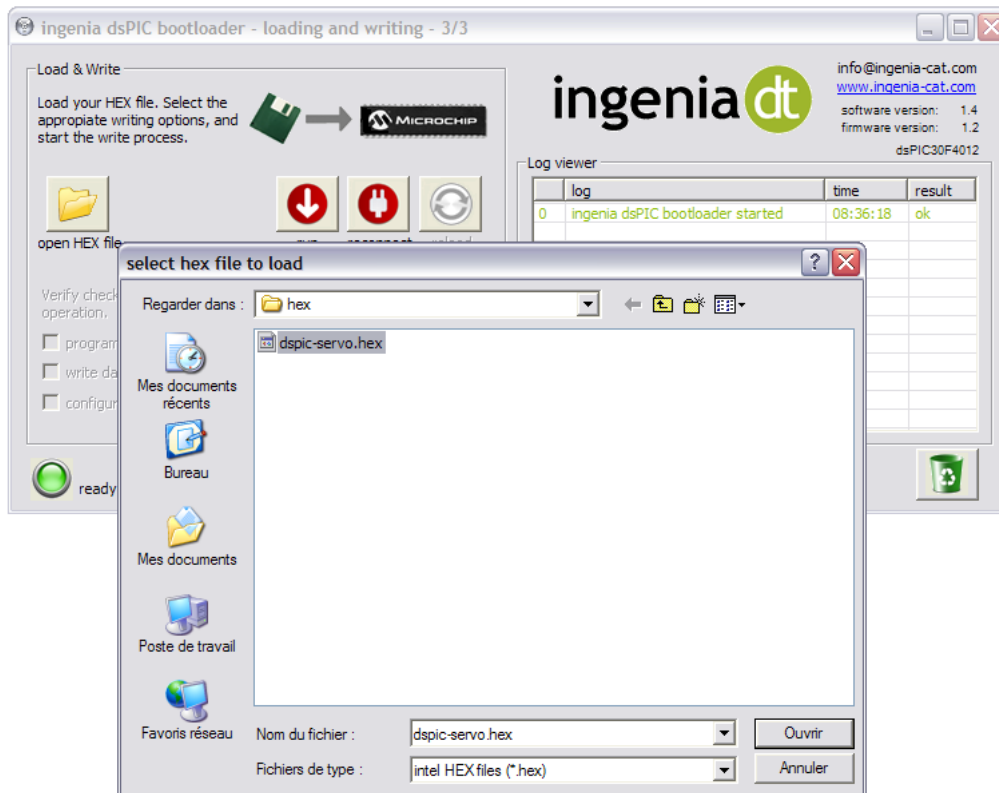 ingenia dsPIC bootloader - loading and writing - 3/3
Load & Write
Load your HEX file. Select the
appropiate writing options, and
start the write process.
MICROCHIP
open HEX file
ingenia dt
info@ingenia-cat.com
www.ingenia-cat.com
software version: 1.4
firmware version: 1.2
dsPIC30F4012
Log viewer
log time result
0 ingenia dsPIC bootloader started 08:36:18 ok
Verify check
operation.
program
write da
configur
ready
select hex file to load
?
Regarder dans :
hex
dspic-servo.hex
Mes documents
récents
Bureau
Mes documents
Poste de travail
Favoris réseau
Nom du fichier :
dspic-servo.hex
Ouvrir
Fichiers de type :
intel HEX files (*.hex)
Annuler